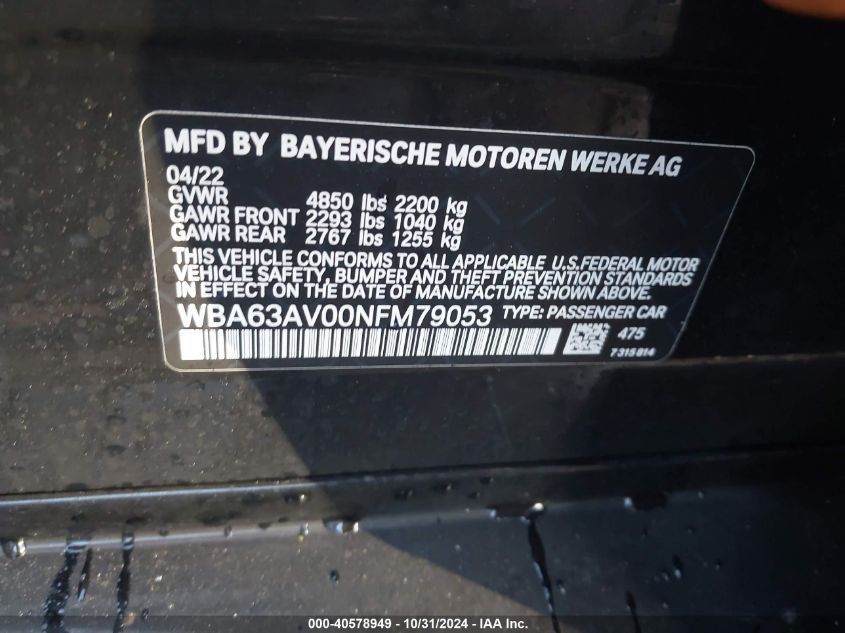 MFD BY BAYERISCHE MOTOREN WERKE AG
04/22
GVWR 4850 lbs 2200 kg
GAWR FRONT 2293 lbs 1040 kg
GAWR REAR 2767 lbs 1255 kg
THIS VEHICLE CONFORMS TO ALL APPLICABLE U.S.FEDERAL MOTOR
VEHICLE SAFETY, BUMPER AND THEFT PREVENTION STANDARDS
IN EFFECT ON THE DATE OF MANUFACTURE SHOWN ABOVE.
WBA63AV00NFM79053 TYPE: PASSENGER CAR
475
7315814
000-40578949 - 10/31/2024 - IAA Inc.